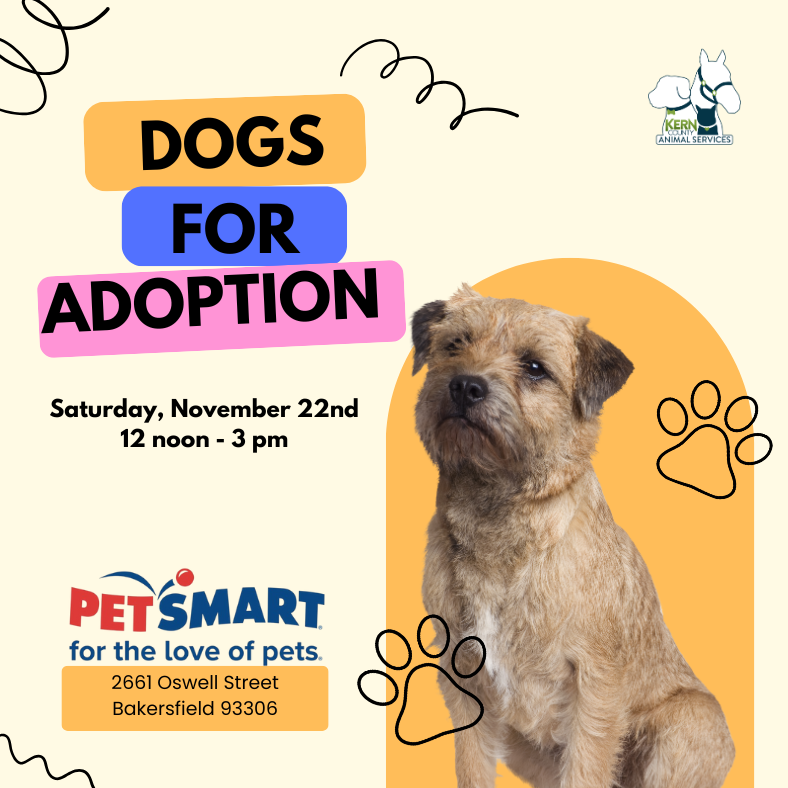 DOGS
FOR
ADOPTION
KERN
COUNTY
ANIMAL SERVICES
Saturday, November 22nd
12 noon - 3 pm
PETSMART
for the love of pets.
2661 Oswell Street
Bakersfield 93306